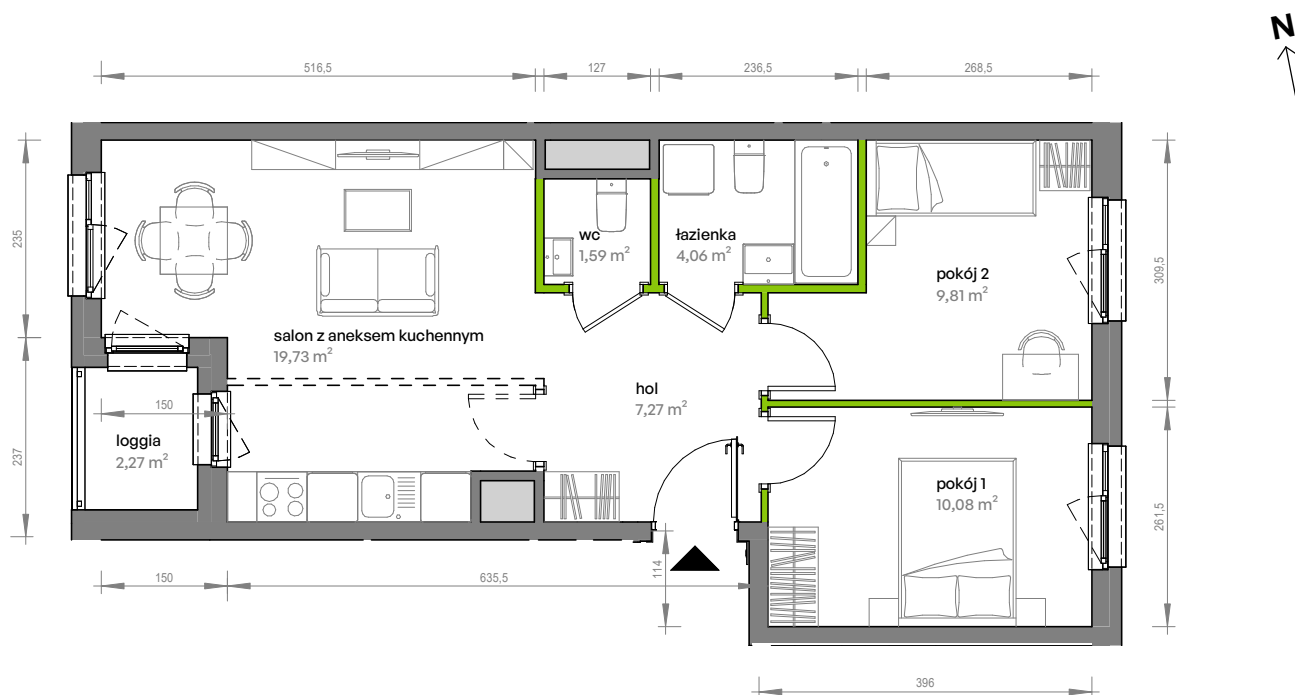 N
516,5
127
236,5
268,5
235
237
309,5
261,5
wc
1,59 m²
łazienka
4,06 m²
pokój 2
9,81 m²
salon z aneksem kuchennym
19,73 m²
hol
7,27 m²
150
loggia
2,27 m²
pokój 1
10,08 m²
150
635,5
114
396